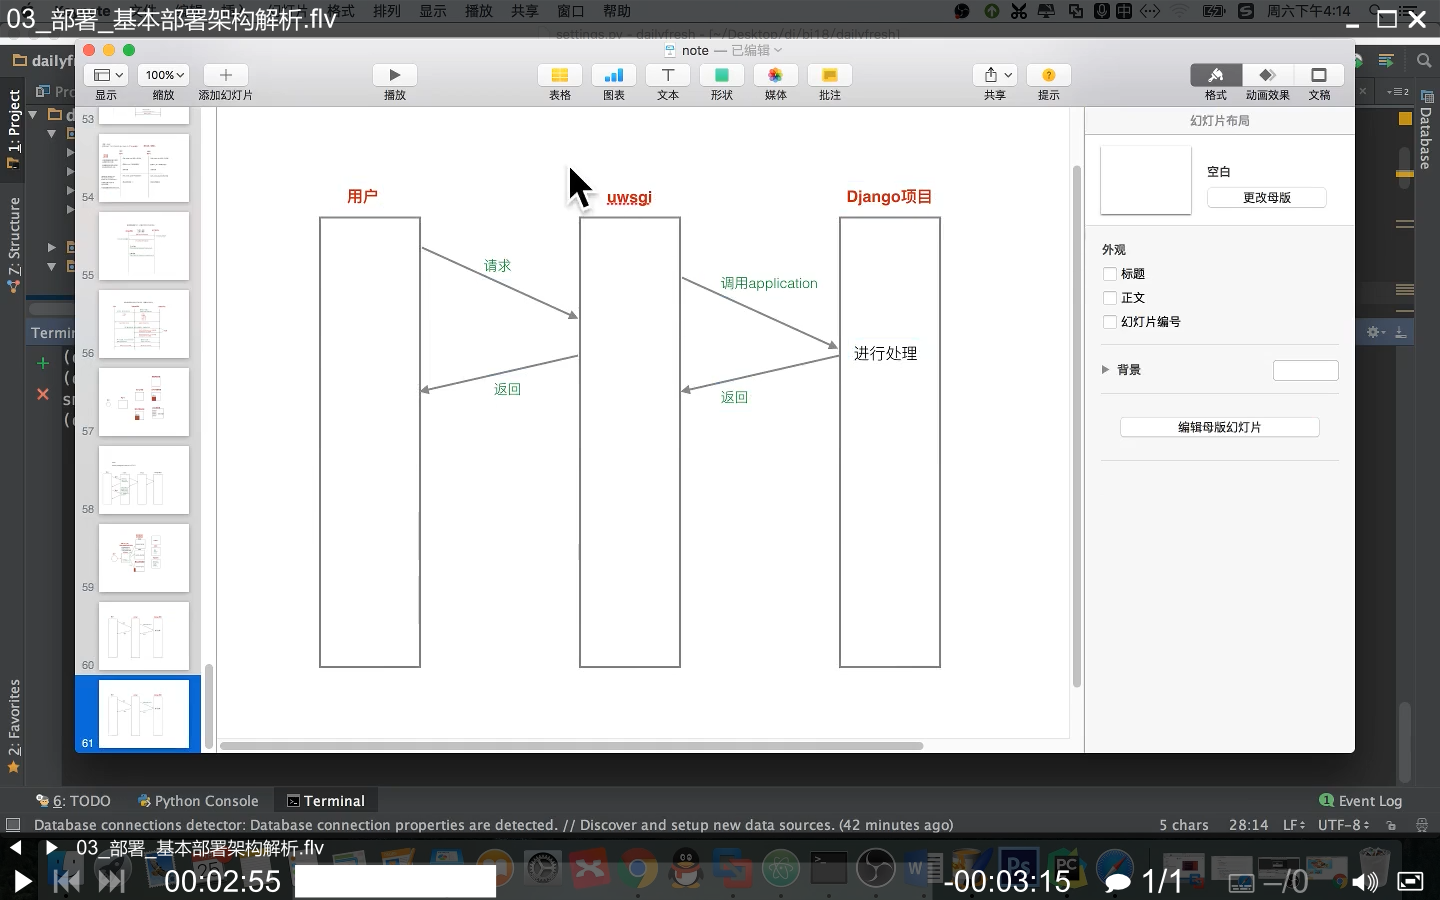 03_部署_基本部署架构解析.flv
格式 排列 显示 播放 共享 窗口 帮助
周六下午4:14
settings.py - dailyfresh - [~/Desktop/dj/bj18/dailyfresh]
note — 已编辑
100%
显示 缩放 添加幻灯片 播放 表格 图表 文本 形状 媒体 批注 共享 提示 格式 动画效果 文稿
1: Project
7: Structure
2: Favorites
Database
53
54
55
56
57
58
59
60
61
用户
uwsgi
Django项目
请求
调用application
进行处理
返回
返回
幻灯片布局
空白
更改母版
外观
标题
正文
幻灯片编号
背景
编辑母版幻灯片
6: TODO Python Console Terminal 1 Event Log
Database connections detector: Database connection properties are detected. // Discover and setup new data sources. (42 minutes ago) 5 chars 28:14 LF UTF-8
03_部署_基本部署架构解析.flv
00:02:55 -00:03:15 1/1 –/0